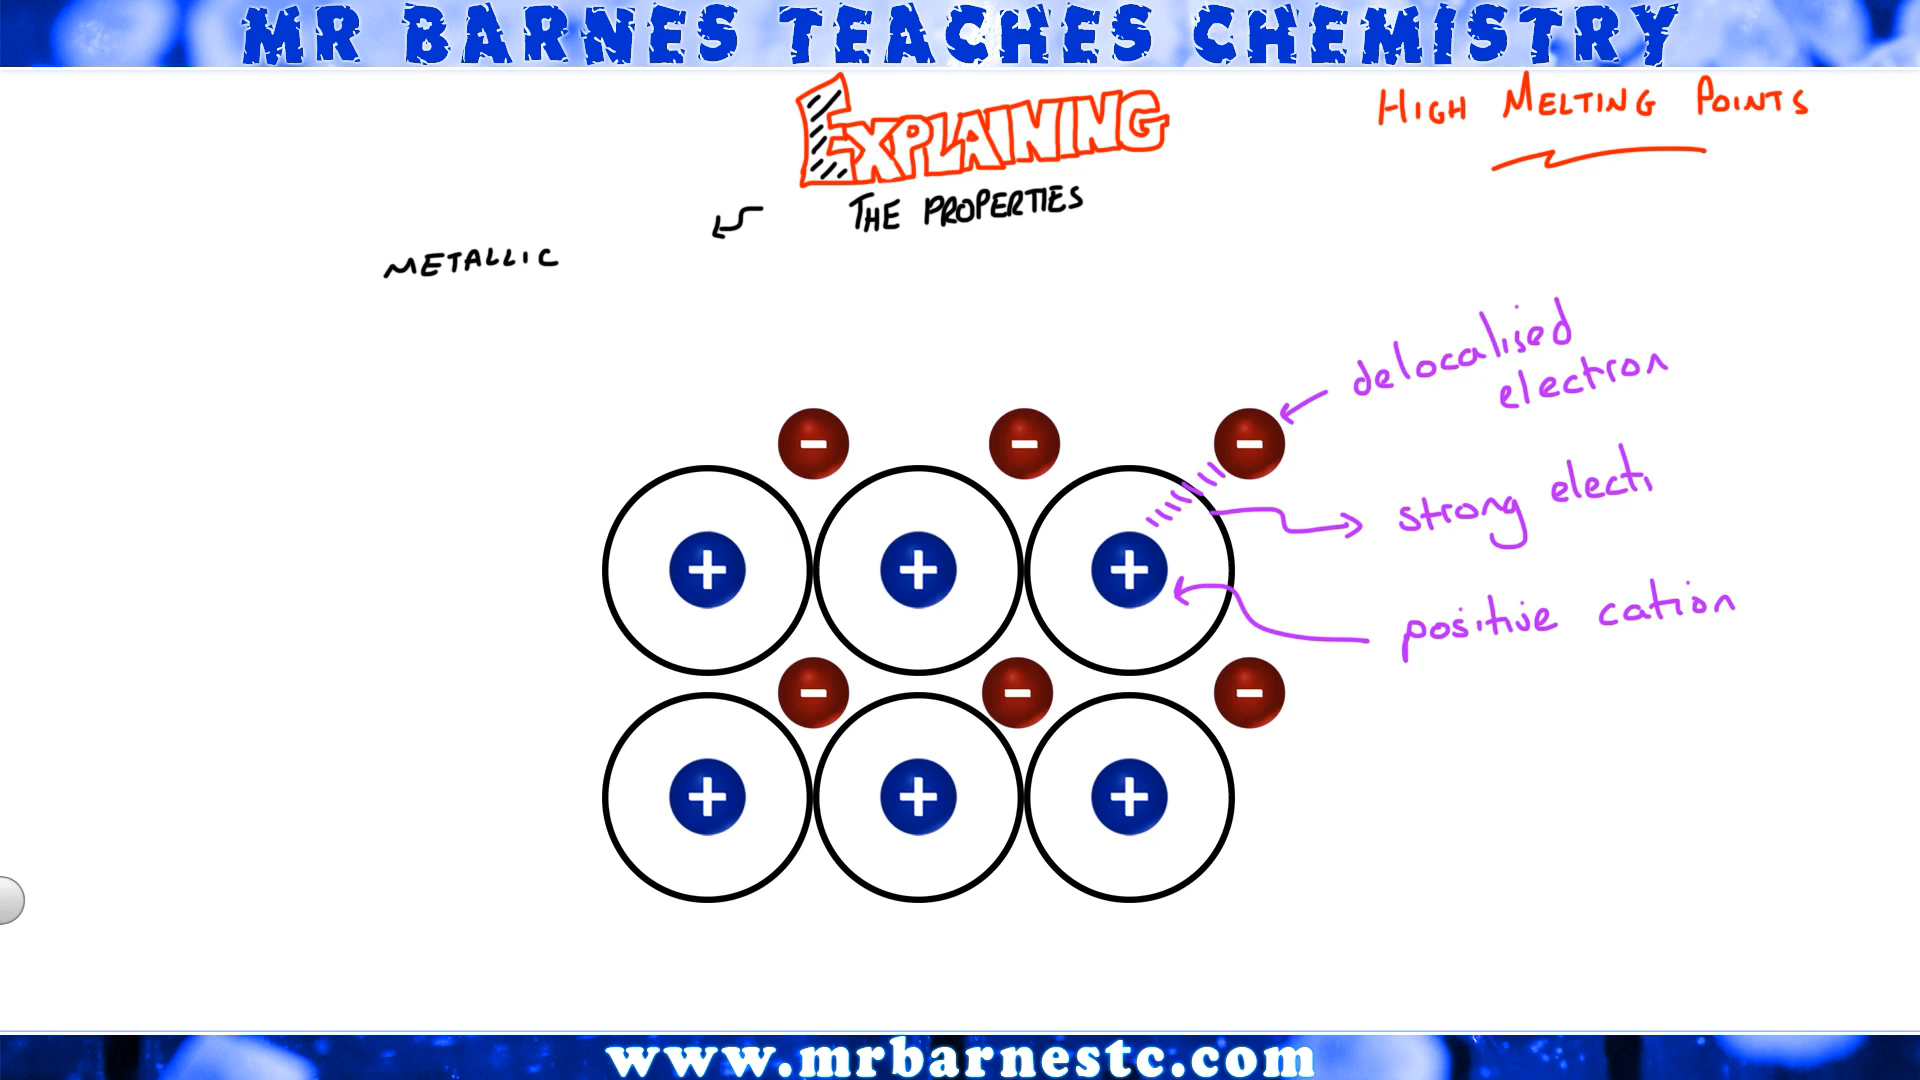 MR BARNES TEACHES CHEMISTRY
EXPLAINING
THE PROPERTIES
HIGH MELTING POINTS
METALLIC
delocalised
electron
strong electi
positive cation
- - -
+ + +
- - -
+ + +
www.mrbarnestc.com